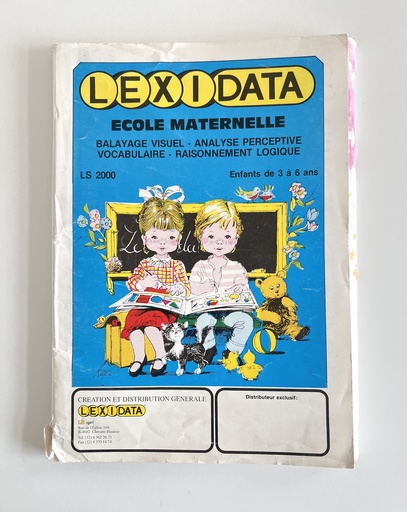 LEXIDATA
ECOLE MATERNELLE
BALAYAGE VISUEL - ANALYSE PERCEPTIVE
VOCABULAIRE - RAISONNEMENT LOGIQUE
LS 2000 Enfants de 3 à 6 ans
CREATION ET DISTRIBUTION GENERALE
LEXIDATA
sprl
Distributeur exclusif: